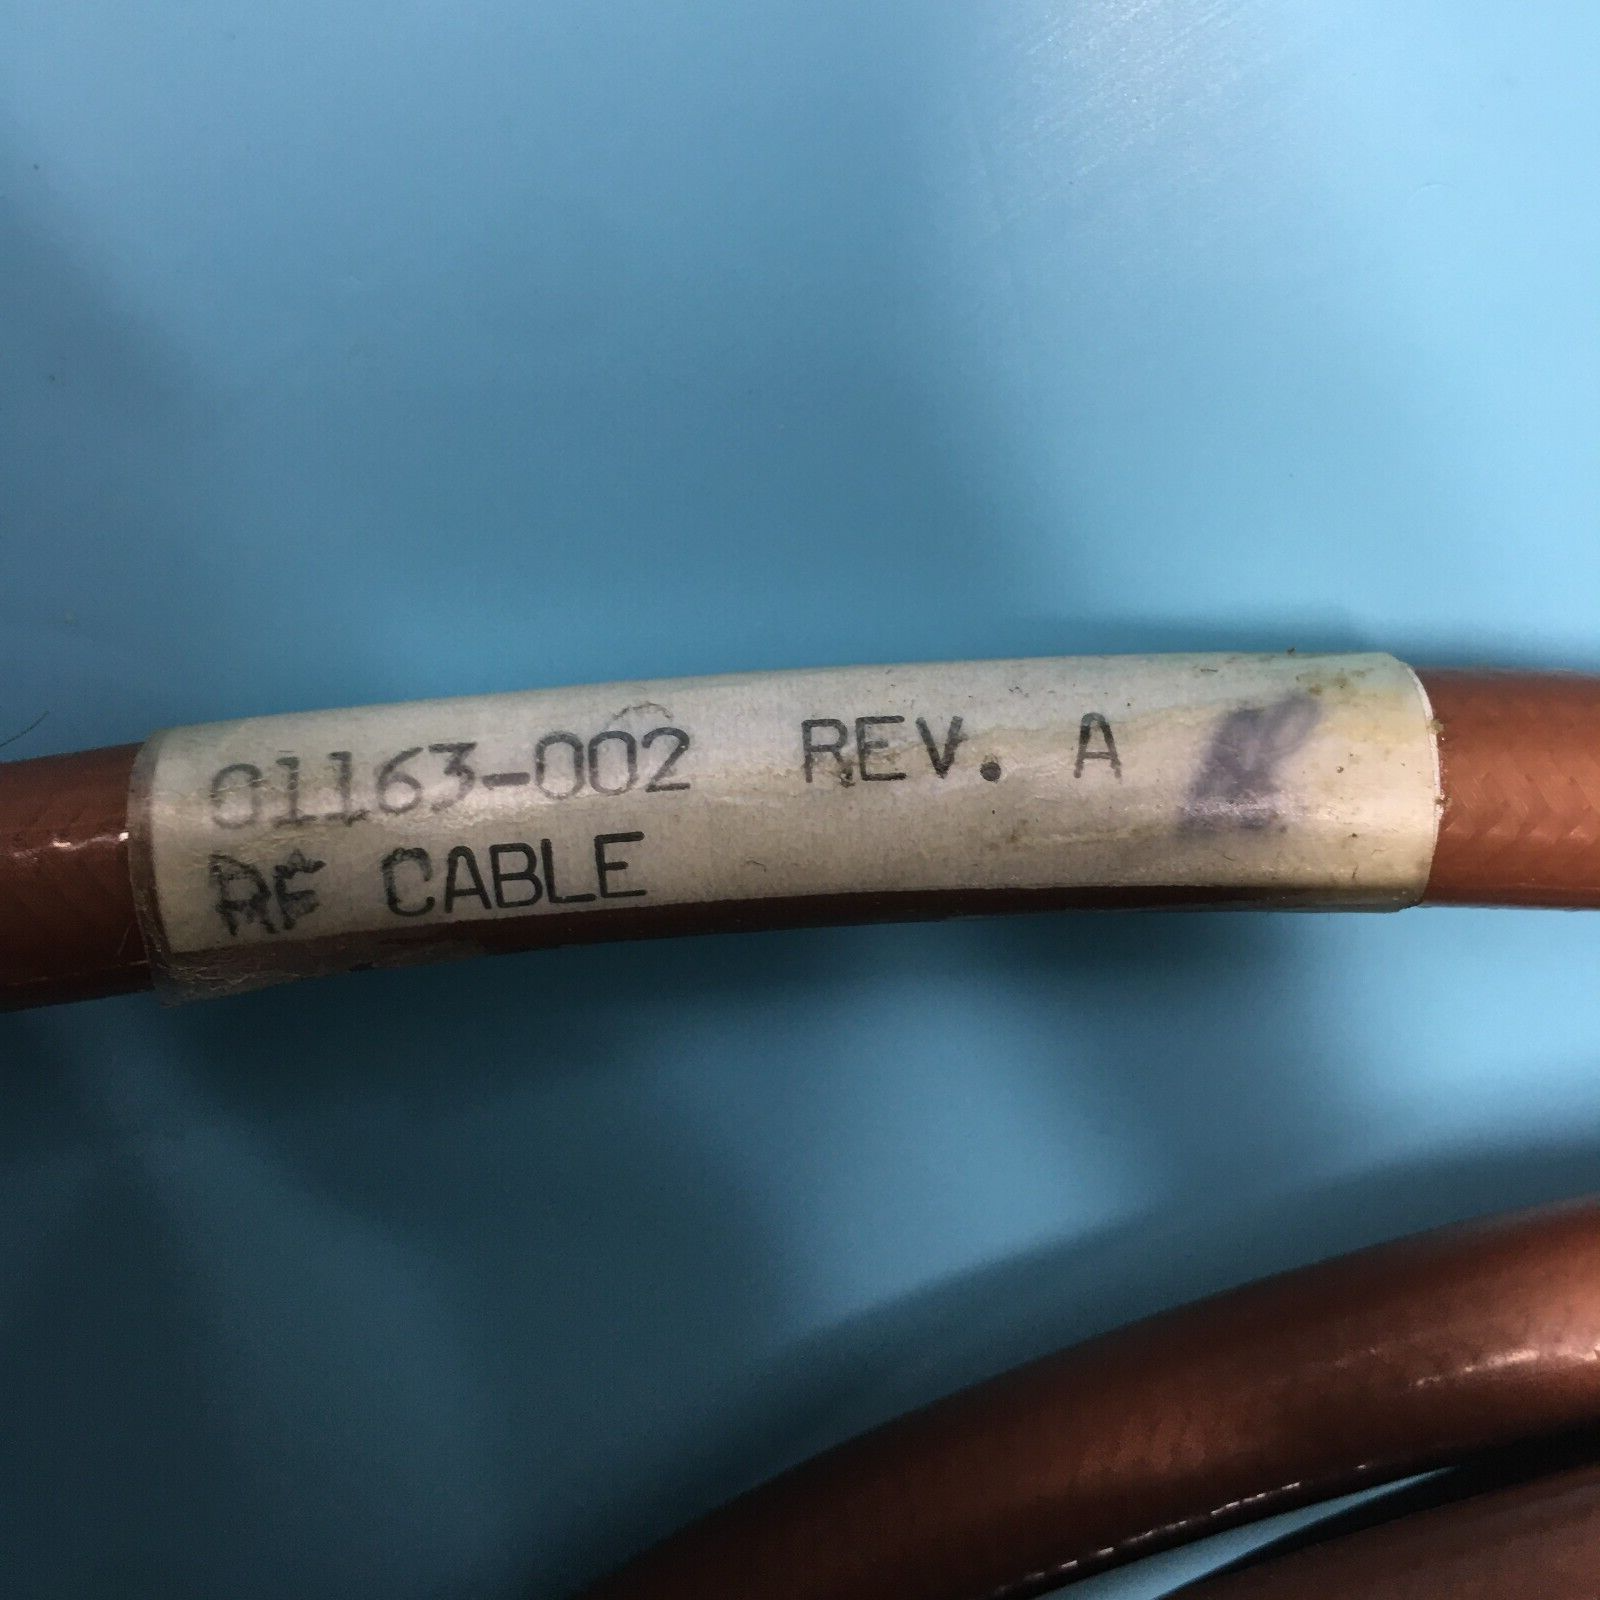 01163-002 REV. A
RF CABLE